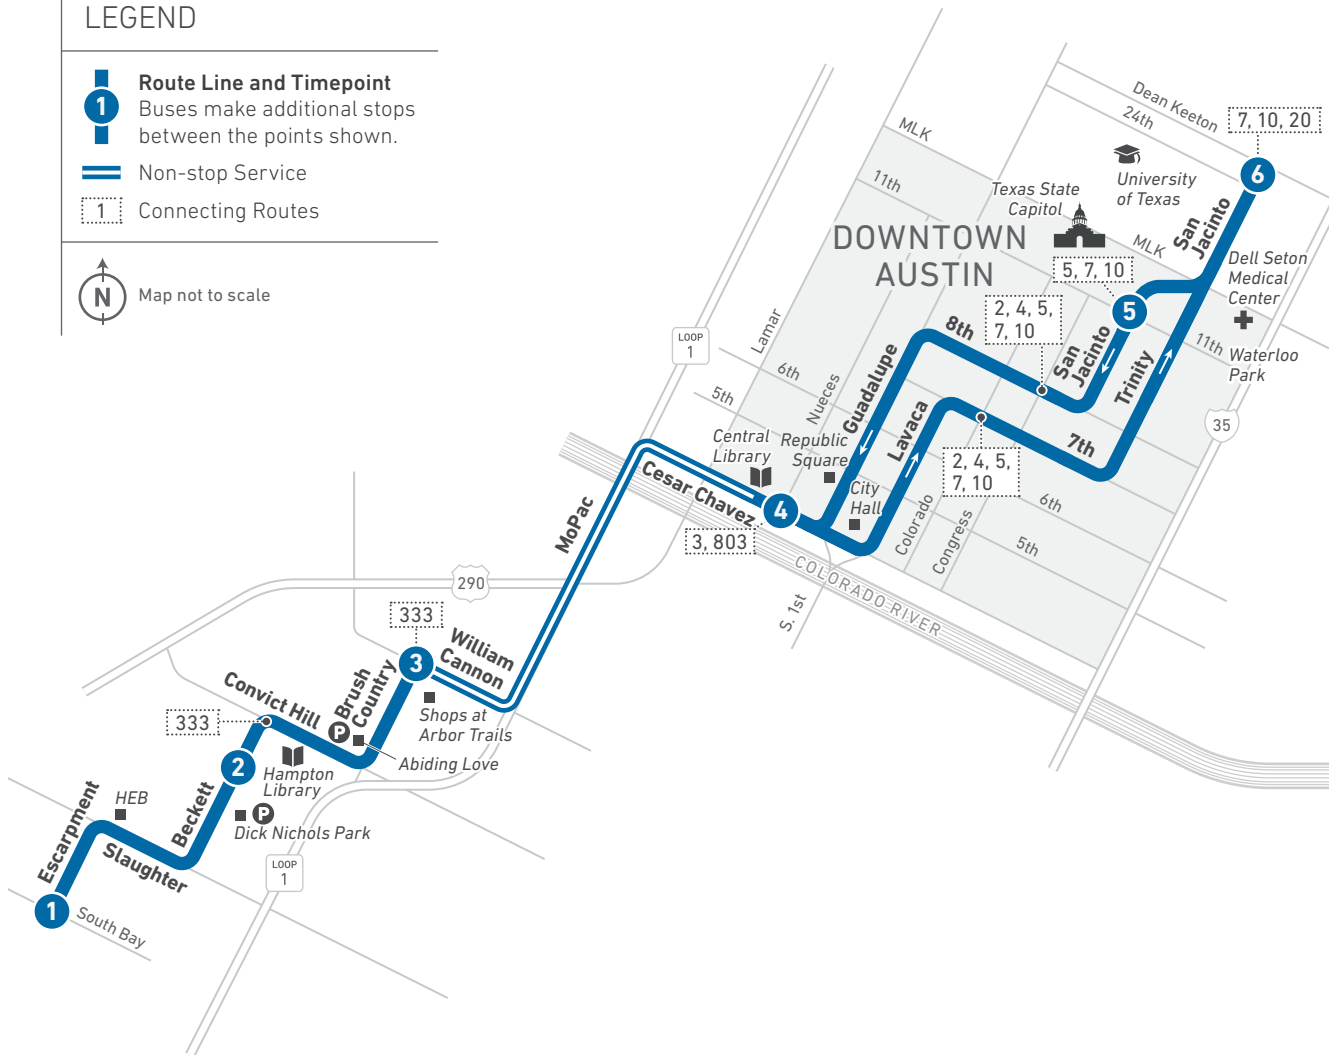 LEGEND
1
Route Line and Timepoint
Buses make additional stops
between the points shown.
Non-stop Service
1
Connecting Routes
N
Map not to scale
Dean Keeton
24th
7, 10, 20
6
MLK
University
of Texas
Texas State
Capitol
11th
San
Jacinto
DOWNTOWN
AUSTIN
MLK
Dell Seton
Medical
Center
5, 7, 10
5
2, 4, 5,
7, 10
8th
San
Jacinto
Trinity
11th
Waterloo
Park
LOOP
1
Lamar
6th
5th
Nueces
Guadalupe
Lavaca
7th
35
Central
Library
Republic
Square
City
Hall
2, 4, 5,
7, 10
6th
5th
Colorado
Congress
Cesar Chavez
4
3, 803
MoPac
COLORADO RIVER
S. 1st
290
333
3
William
Cannon
Brush
Country
Convict Hill
P
333
Shops at
Arbor Trails
Abiding Love
2
Hampton
Library
Beckett
P
Dick Nichols Park
HEB
Escarpment
Slaughter
LOOP
1
1
South Bay